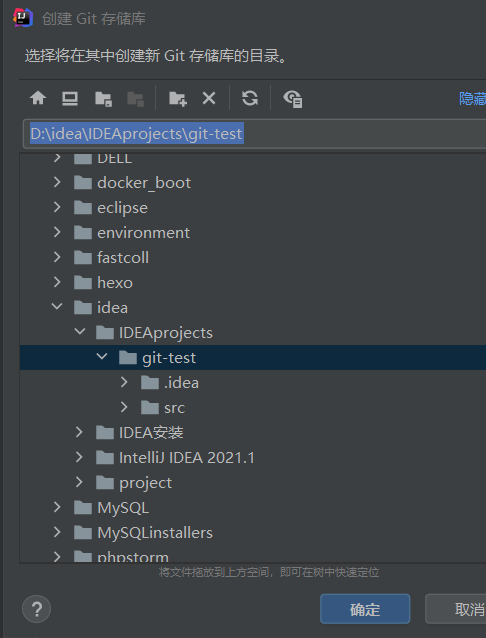 创建 Git 存储库
选择将在其中创建新 Git 存储库的目录。
隐藏
D:\idea\IDEAprojects\git-test
DELL
docker_boot
eclipse
environment
fastcoll
hexo
idea
IDEAprojects
git-test
.idea
src
IDEA安装
IntelliJ IDEA 2021.1
project
MySQL
MySQLinstallers
phpstorm
将文件拖放到上方空间，即可在树中快速定位
?
确定
取消